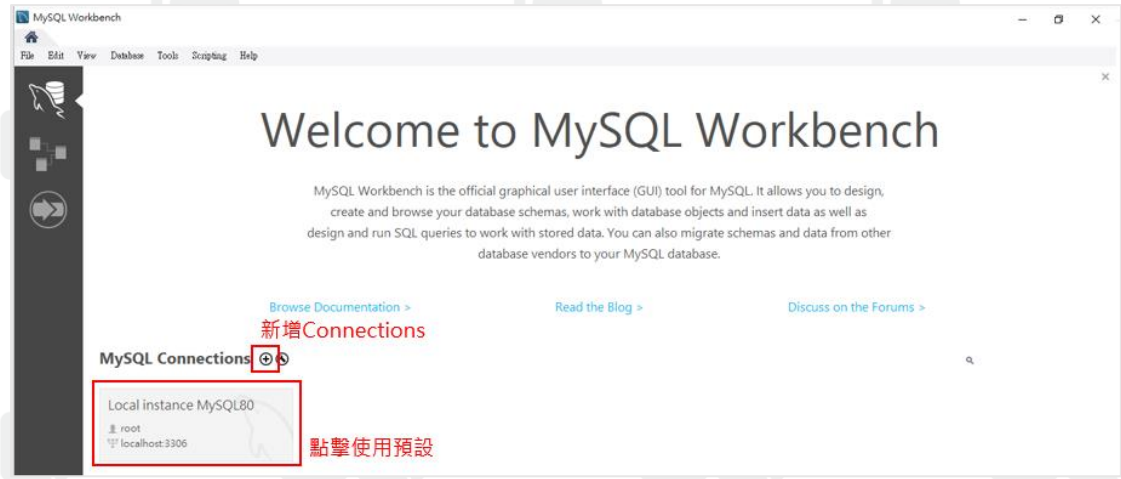 MySQL Workbench
File Edit View Database Tools Scripting Help
Welcome to MySQL Workbench
MySQL Workbench is the official graphical user interface (GUI) tool for MySQL. It allows you to design,
create and browse your database schemas, work with database objects and insert data as well as
design and run SQL queries to work with stored data. You can also migrate schemas and data from other
database vendors to your MySQL database.
Browse Documentation > Read the Blog > Discuss on the Forums >
新增Connections
MySQL Connections
Local instance MySQL80
root
localhost:3306
點擊使用預設